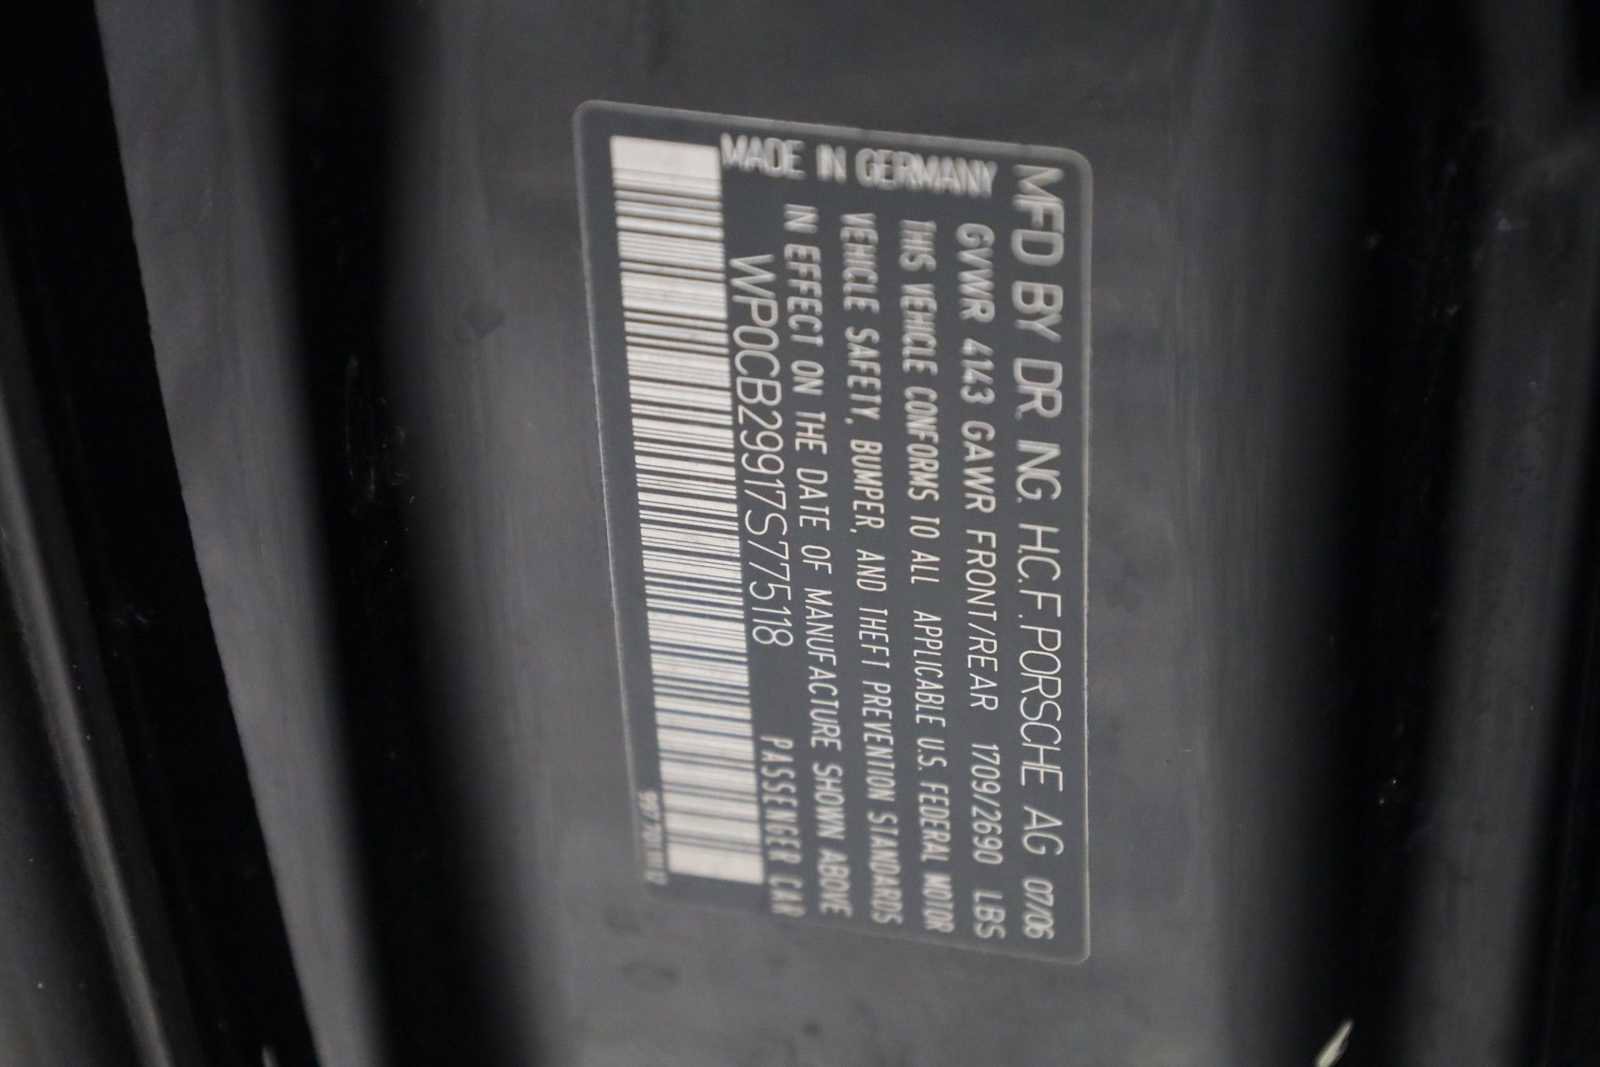 MFD BY DR. ING. H.C.F. PORSCHE AG 07/06
GVWR 4143 GAWR FRONT/REAR 1709/2690 LBS
THIS VEHICLE CONFORMS TO ALL APPLICABLE U.S. FEDERAL MOTOR
VEHICLE SAFETY, BUMPER, AND THEFT PREVENTION STANDARDS
IN EFFECT ON THE DATE OF MANUFACTURE SHOWN ABOVE
MADE IN GERMANY
WP0CB29917S775118 PASSENGER CAR